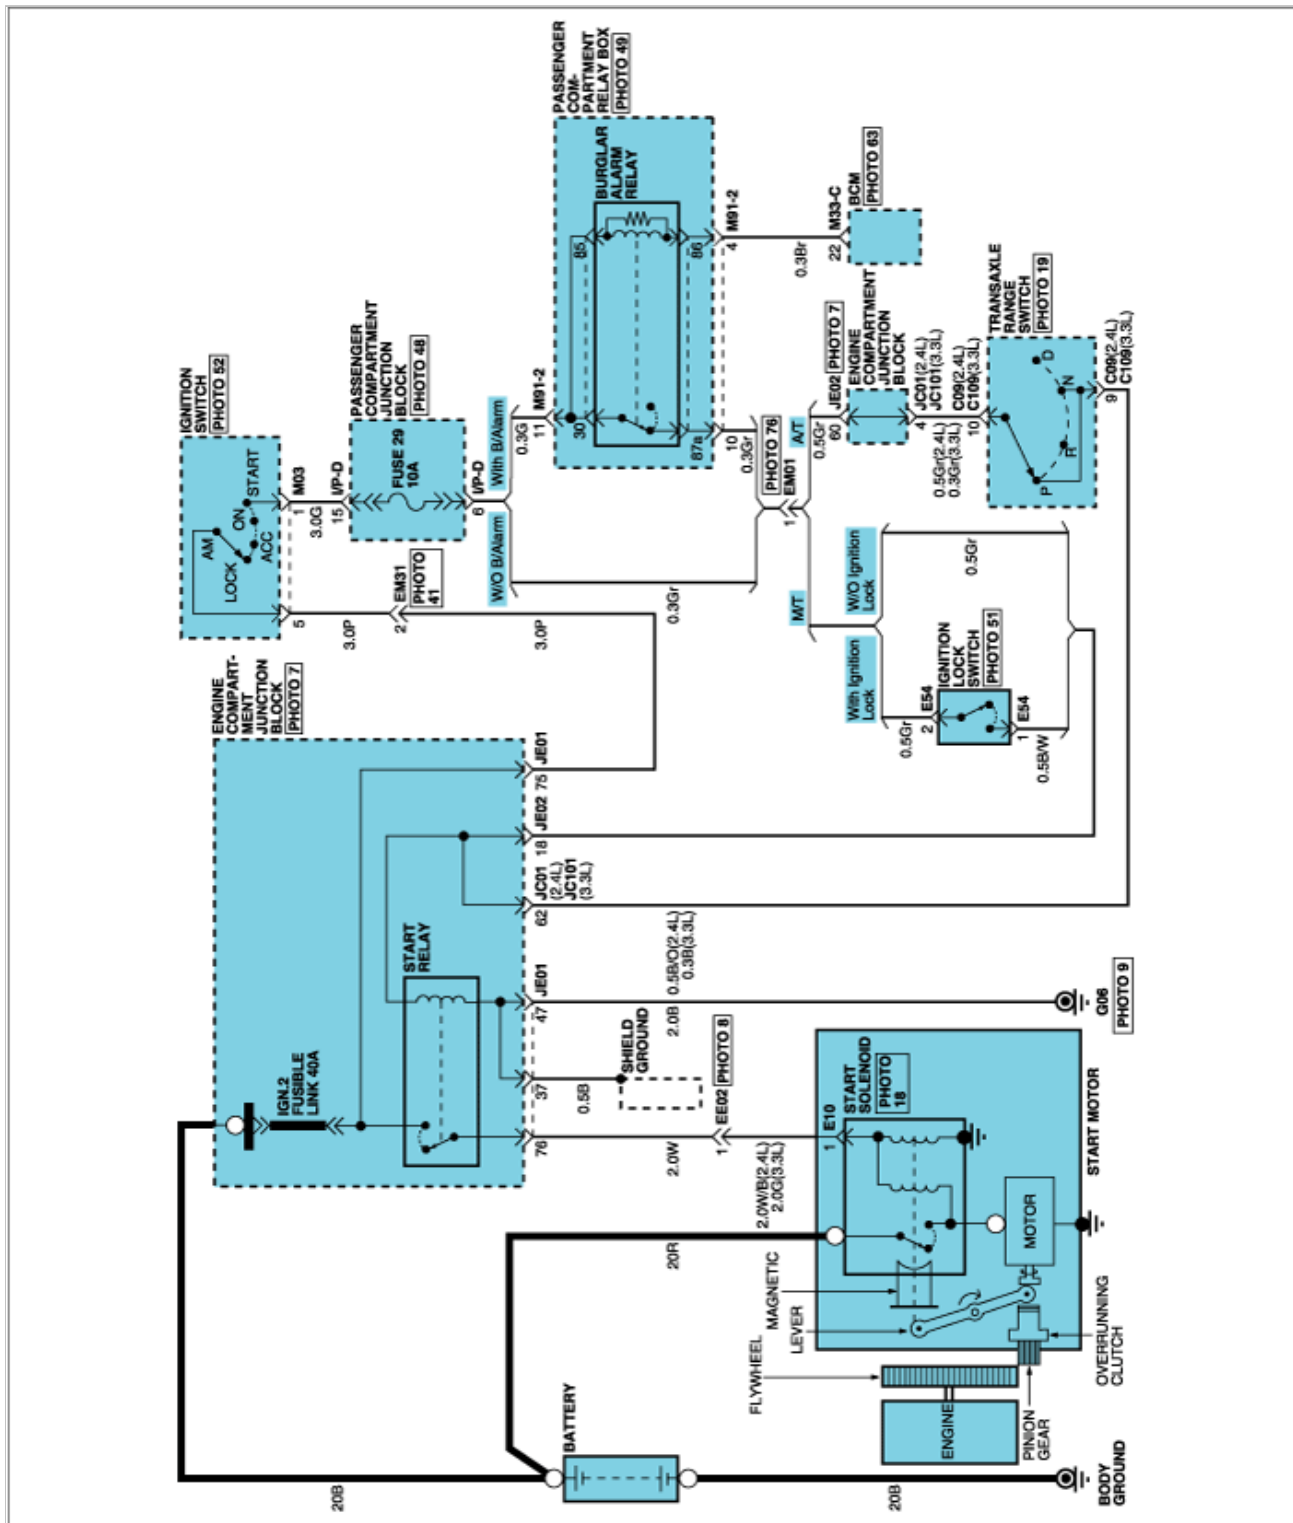 20B
20B
BODY
GROUND
BATTERY
20R
ENGINE
COMPART-
MENT
JUNCTION
BLOCK
PHOTO 7
IGN.2
FUSIBLE
LINK 40A
START
RELAY
76
37
47
JE01
62
JC01
(2.4L)
JC101
(3.3L)
18
JE02
75
JE01
2.0W
0.5B
SHIELD
GROUND
2.0B
0.5B/O(2.4L)
0.3B(3.3L)
1
EE02
PHOTO 8
2.0W/B(2.4L)
2.0G(3.3L)
1
E10
START
SOLENOID
PHOTO
18
MOTOR
START MOTOR
MAGNETIC
LEVER
FLYWHEEL
ENGINE
PINION
GEAR
OVERRUNNING
CLUTCH
G06
PHOTO 9
IGNITION
SWITCH
PHOTO 52
AM
LOCK
ACC
ON
START
5
1
M03
3.0P
3.0G
2
EM31
PHOTO
41
3.0P
15
I/P-D
FUSE 29
10A
PASSENGER
COMPARTMENT
JUNCTION
BLOCK
PHOTO 48
6
I/P-D
W/O B/Alarm
With B/Alarm
0.3G
11
M91-2
PASSENGER
COM-
PARTMENT
RELAY BOX
PHOTO 49
BURGLAR
ALARM
RELAY
30
85
87a
86
10
4
M91-2
0.3Gr
0.3Gr
0.3Br
22
M33-C
BCM
PHOTO 63
PHOTO 76
1
EM01
M/T
A/T
0.5Gr
60
JE02
PHOTO 7
ENGINE
COMPARTMENT
JUNCTION
BLOCK
4
JC01(2.4L)
JC101(3.3L)
0.5Gr(2.4L)
0.3Gr(3.3L)
10
C09(2.4L)
C109(3.3L)
TRANSAXLE
RANGE
SWITCH
PHOTO 19
P
R
N
D
9
C09(2.4L)
C109(3.3L)
With Ignition
Lock
W/O Ignition
Lock
0.5Gr
0.5Gr
2
E54
IGNITION
LOCK
SWITCH
PHOTO 51
1
E54
0.5B/W